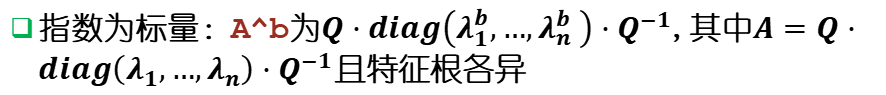 指数为标量：A^b为Q · diag(λ₁ᵇ, …, λₙᵇ) · Q⁻¹, 其中A = Q ·
diag(λ₁, …, λₙ) · Q⁻¹且特征根各异